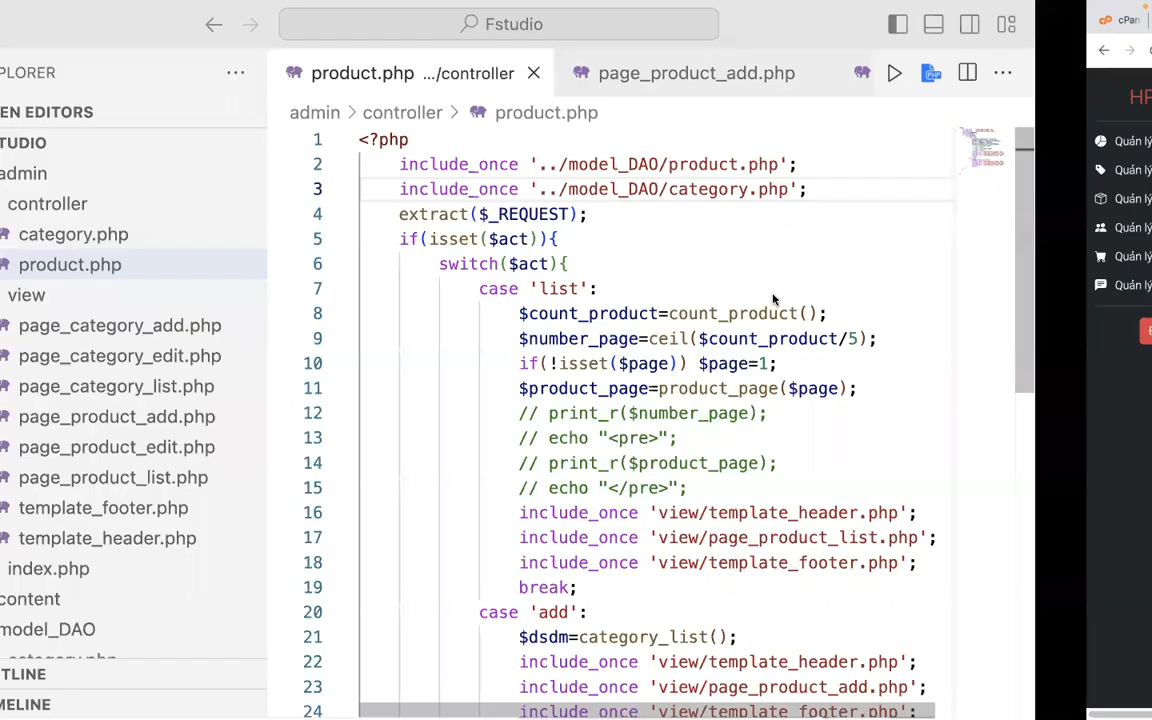 Fstudio
cPan
PLORER
product.php .../controller
page_product_add.php
EN EDITORS
admin > controller > product.php
TUDIO
admin
controller
category.php
product.php
view
page_category_add.php
page_category_edit.php
page_category_list.php
page_product_add.php
page_product_edit.php
page_product_list.php
template_footer.php
template_header.php
index.php
content
model_DAO
TLINE
MELINE
1 <?php
2 include_once '../model_DAO/product.php';
3 include_once '../model_DAO/category.php';
4 extract($_REQUEST);
5 if(isset($act)){
6 switch($act){
7 case 'list':
8 $count_product=count_product();
9 $number_page=ceil($count_product/5);
10 if(!isset($page)) $page=1;
11 $product_page=product_page($page);
12 // print_r($number_page);
13 // echo "<pre>";
14 // print_r($product_page);
15 // echo "</pre>";
16 include_once 'view/template_header.php';
17 include_once 'view/page_product_list.php';
18 include_once 'view/template_footer.php';
19 break;
20 case 'add':
21 $dsdm=category_list();
22 include_once 'view/template_header.php';
23 include_once 'view/page_product_add.php';
24 include_once 'view/template_footer.php';
HP
Quản lý
Quản lý
Quản lý
Quản lý
Quản lý
Quản lý